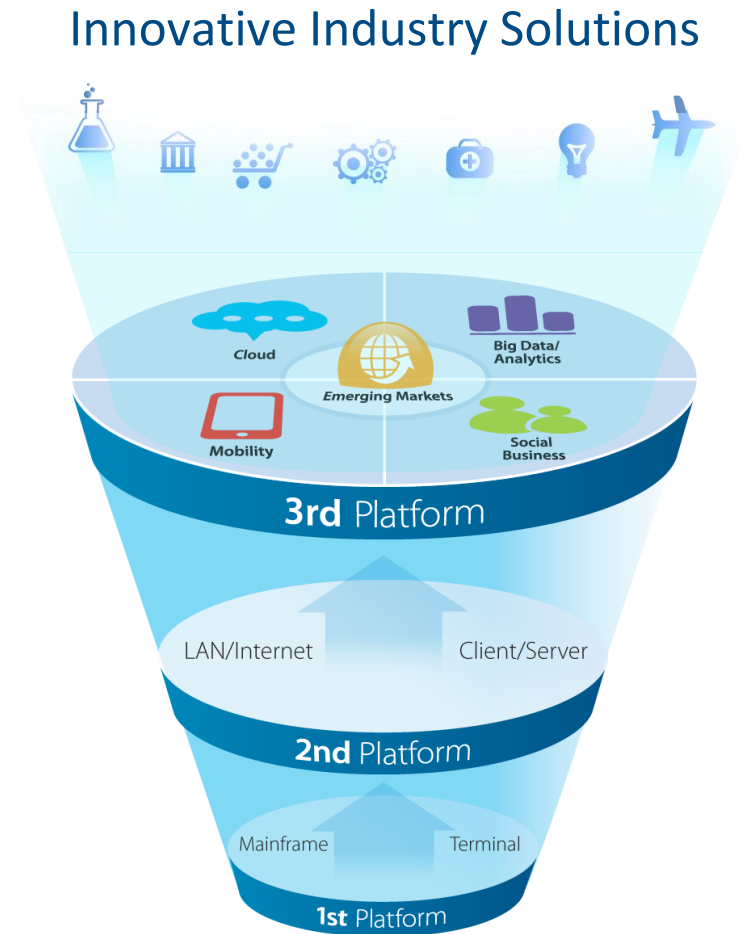 Innovative Industry Solutions
Cloud
Big Data/
Analytics
Emerging Markets
Mobility
Social
Business
3rd Platform
LAN/Internet
Client/Server
2nd Platform
Mainframe
Terminal
1st Platform